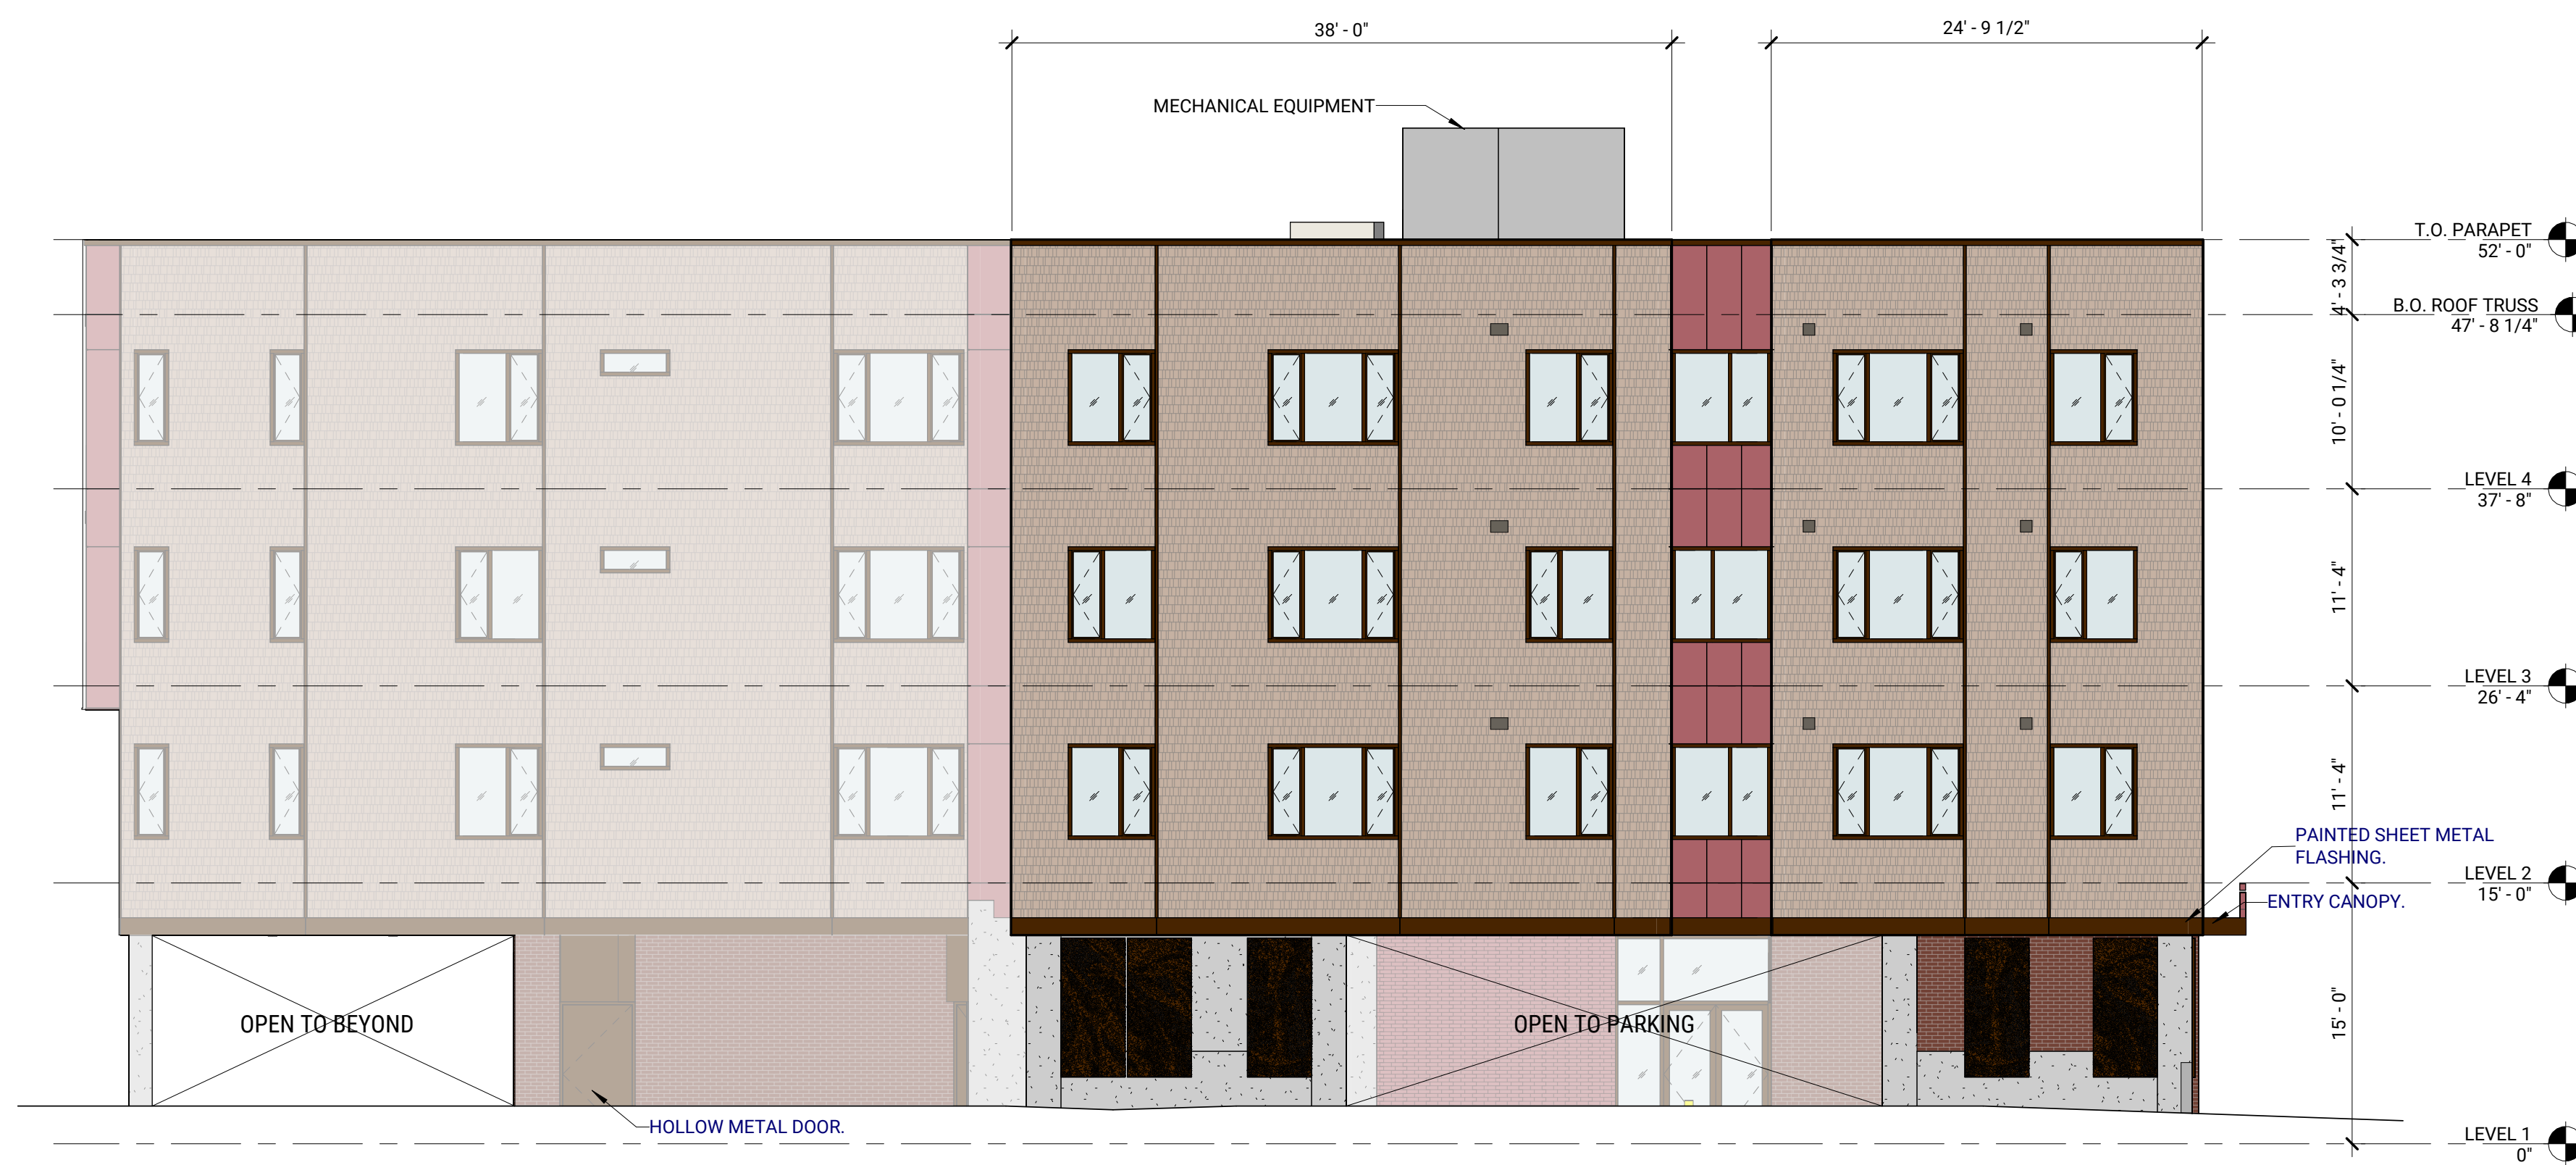 38' - 0"
24' - 9 1/2"
MECHANICAL EQUIPMENT
T.O. PARAPET
52' - 0"
4' - 3 3/4"
B.O. ROOF TRUSS
47' - 8 1/4"
10' - 0 1/4"
LEVEL 4
37' - 8"
11' - 4"
LEVEL 3
26' - 4"
11' - 4"
PAINTED SHEET METAL
FLASHING.
LEVEL 2
15' - 0"
ENTRY CANOPY.
OPEN TO BEYOND
OPEN TO PARKING
15' - 0"
HOLLOW METAL DOOR.
LEVEL 1
0"